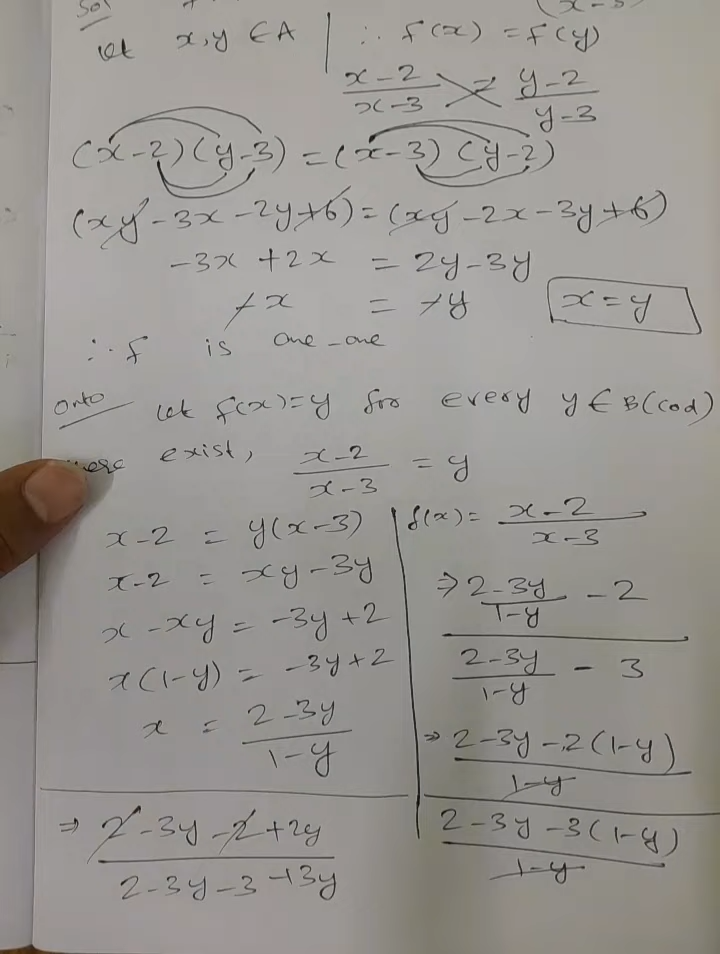 Sol
(x-3)
let x,y ∈ A | ∴ f(x) = f(y)
x-2/x-3 = y-2/y-3
(x-2)(y-3) = (x-3)(y-2)
(xy-3x-2y+6) = (xy-2x-3y+6)
-3x+2x = 2y-3y
-x = -y  x=y
∴ f is one-one
Onto let f(x)=y for every y ∈ B(cod)
there exist, x-2/x-3 = y
x-2 = y(x-3)
x-2 = xy-3y
x-xy = -3y+2
x(1-y) = -3y+2
x = 2-3y/1-y
f(x) = x-2/x-3
⇒ 2-3y/1-y - 2
2-3y/1-y - 3
⇒ 2-3y-2(1-y)/1-y
2-3y-3(1-y)/1-y
⇒ 2-3y-2+2y
2-3y-3+3y